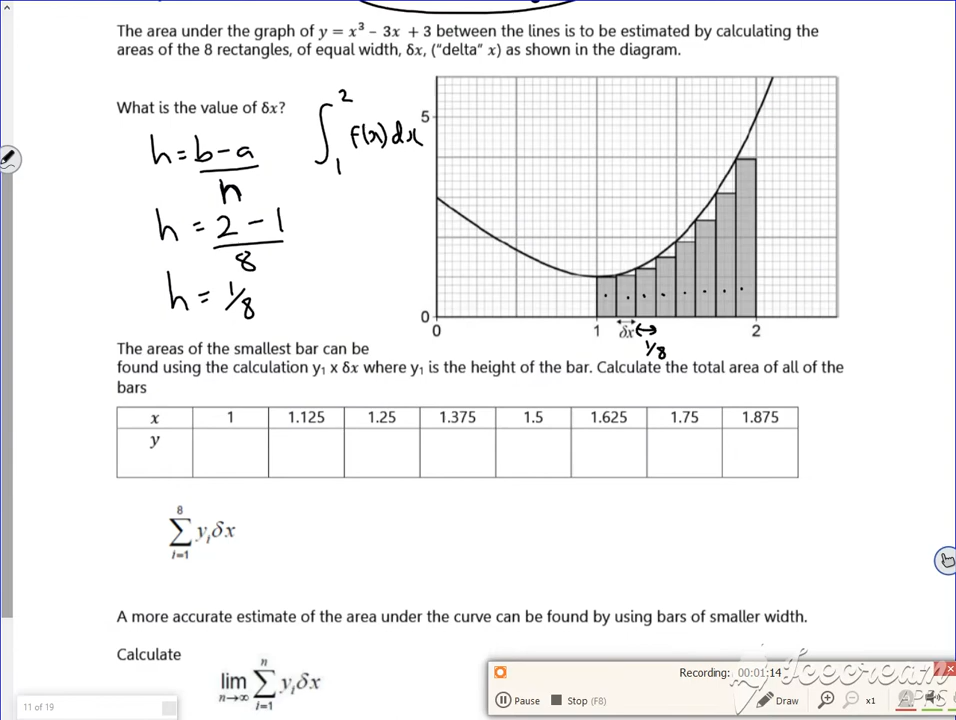 The area under the graph of y = x³ – 3x + 3 between the lines is to be estimated by calculating the
areas of the 8 rectangles, of equal width, δx, ("delta" x) as shown in the diagram.
What is the value of δx?
h = b - a / n
h = 2 - 1 / 8
h = 1/8
∫₁² f(x) dx
5
0
0 1 δx 2
1/8
The areas of the smallest bar can be
found using the calculation y₁ x δx where y₁ is the height of the bar. Calculate the total area of all of the
bars
x 1 1.125 1.25 1.375 1.5 1.625 1.75 1.875
y
8
∑ yᵢδx
i=1
A more accurate estimate of the area under the curve can be found by using bars of smaller width.
Calculate
n
lim ∑ yᵢδx
n→∞ i=1
11 of 19
Recording: 00:01:14
Pause Stop (F8) Draw x1
Icecream
APPS